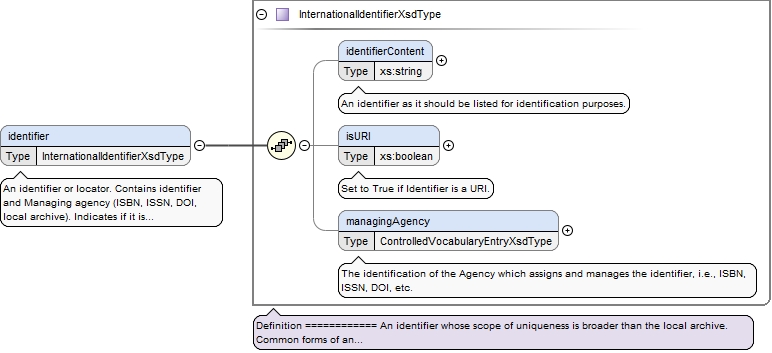 InternationalIdentifierXsdType
identifierContent
Type xs:string
An identifier as it should be listed for identification purposes.
identifier
Type InternationalIdentifierXsdType
An identifier or locator. Contains identifier
and Managing agency (ISBN, ISSN, DOI,
local archive). Indicates if it is...
isURI
Type xs:boolean
Set to True if Identifier is a URI.
managingAgency
Type ControlledVocabularyEntryXsdType
The identification of the Agency which assigns and manages the identifier, i.e., ISBN,
ISSN, DOI, etc.
Definition ============ An identifier whose scope of uniqueness is broader than the local archive.
Common forms of an...